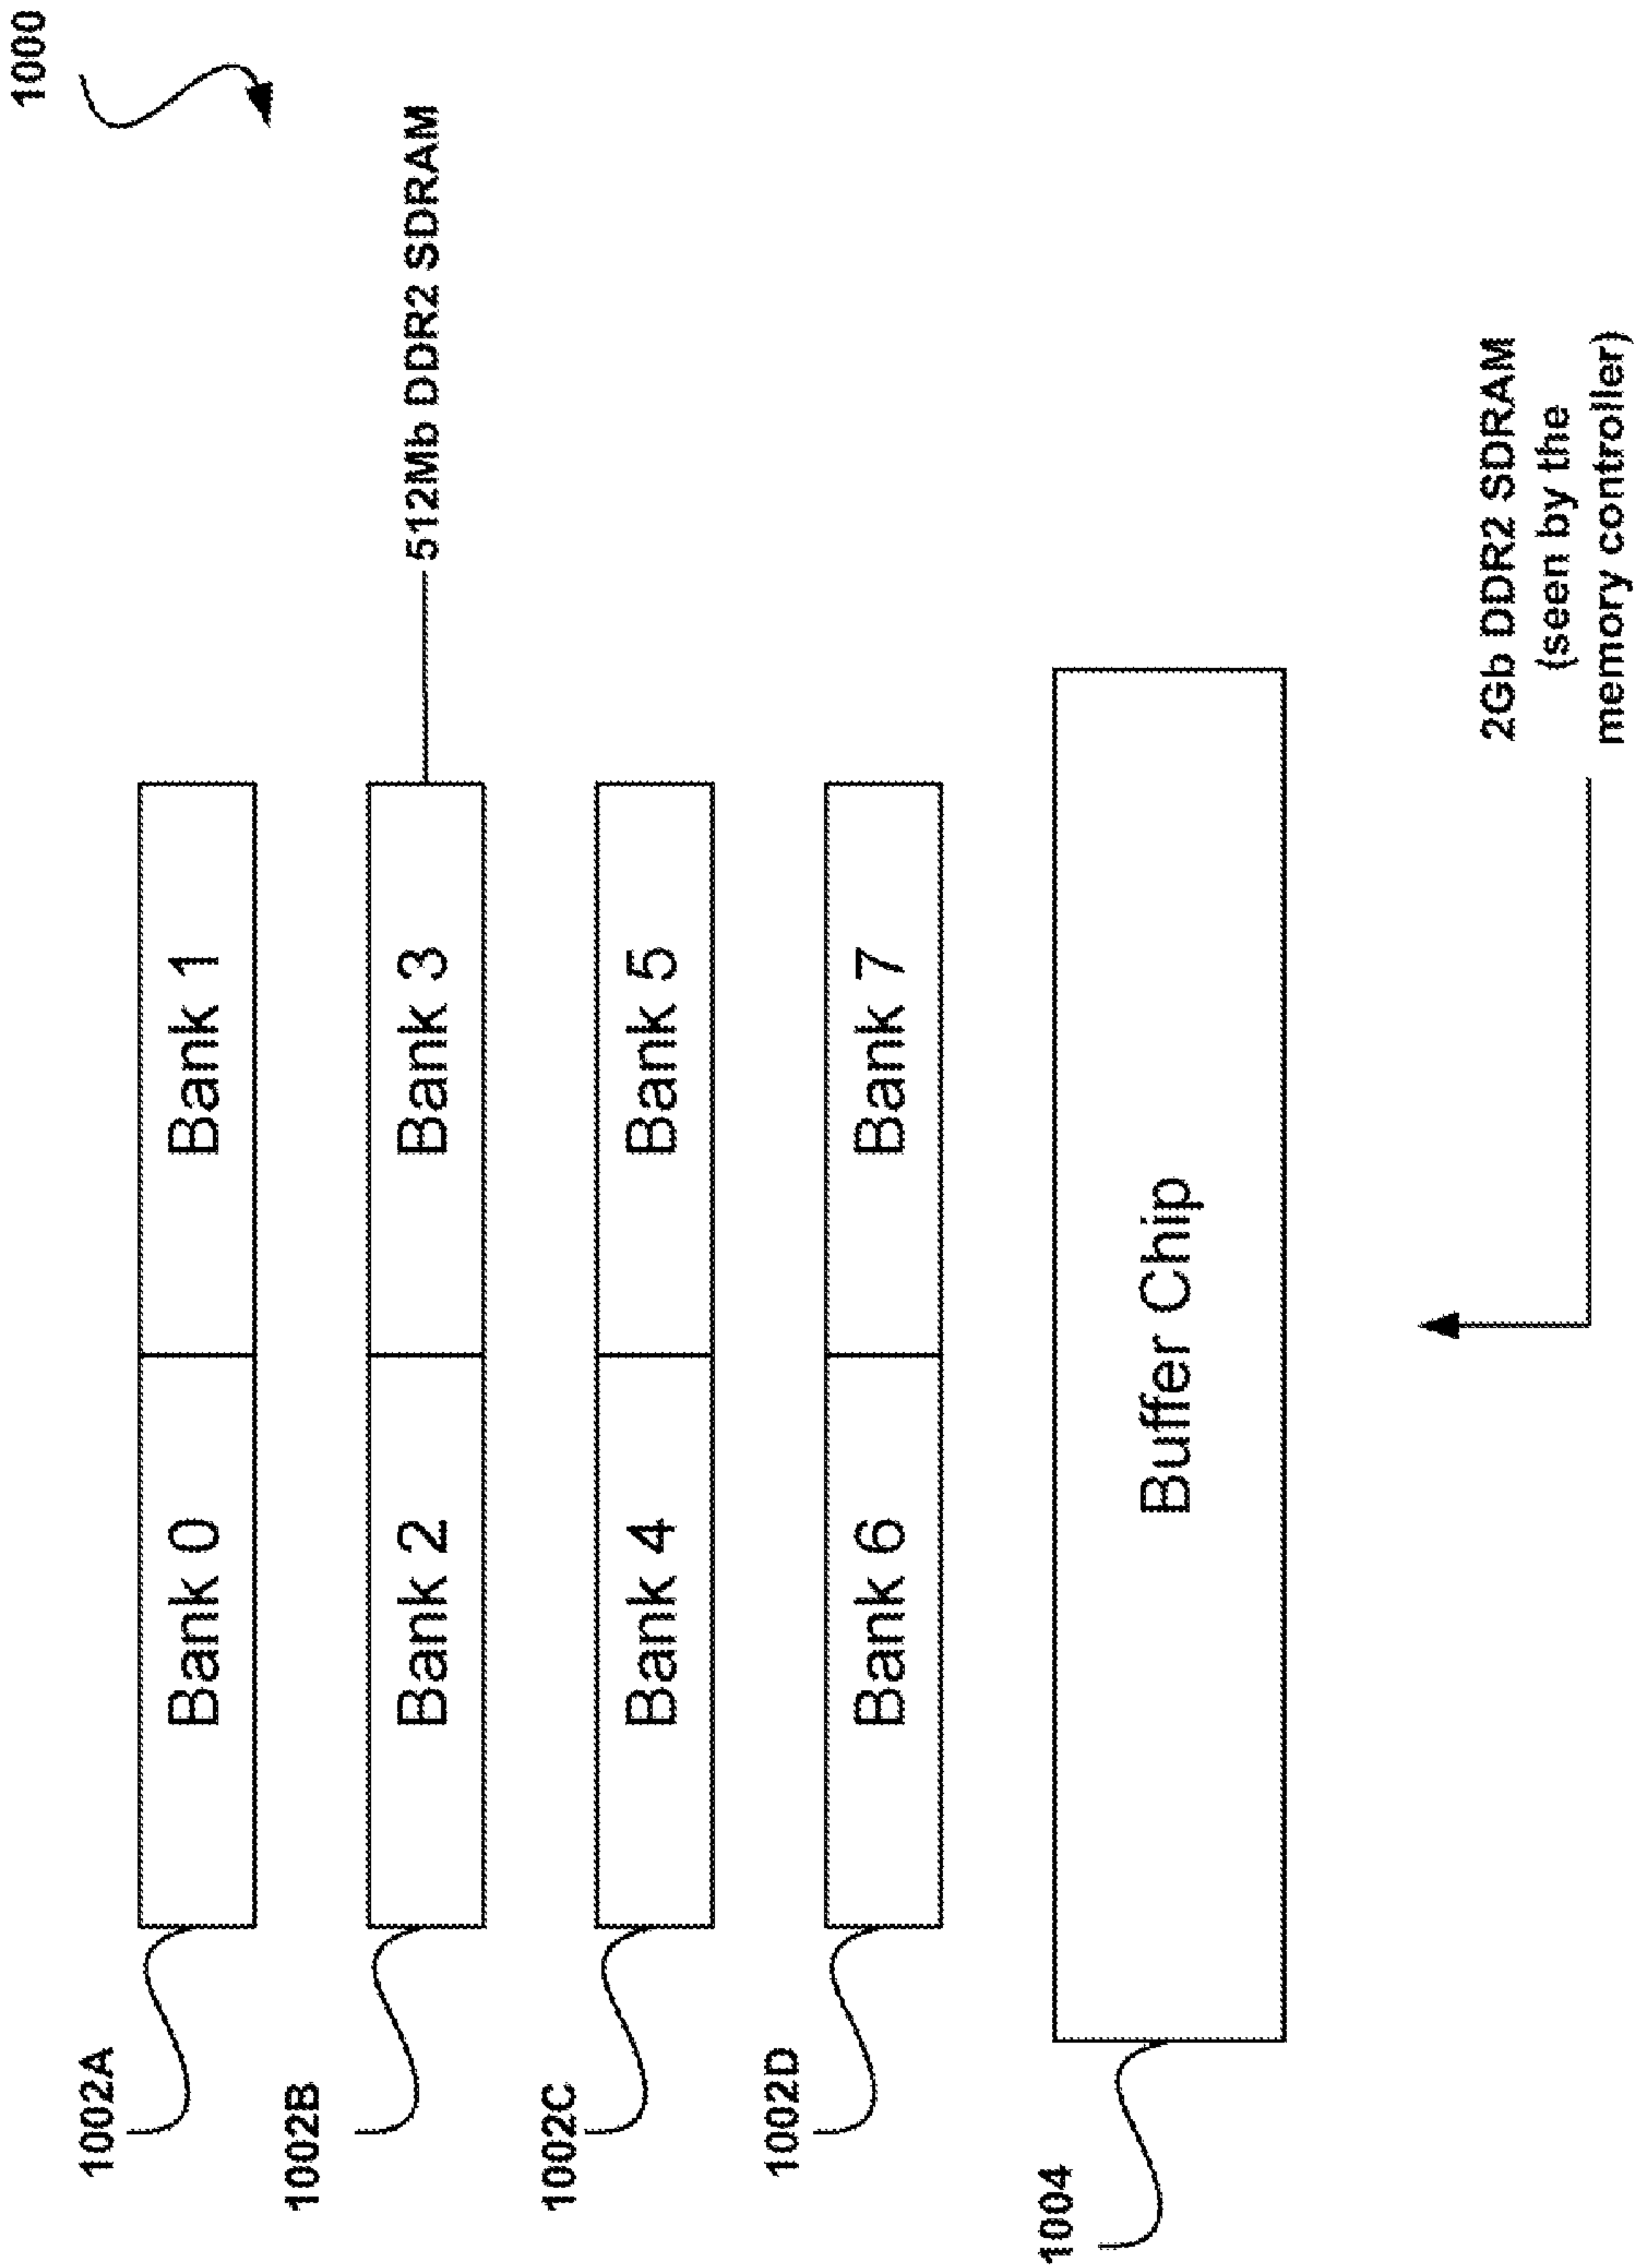 1000
1002A
Bank 0
Bank 1
1002B
Bank 2
Bank 3
512Mb DDR2 SDRAM
1002C
Bank 4
Bank 5
1002D
Bank 6
Bank 7
1004
Buffer Chip
2Gb DDR2 SDRAM
(seen by the
memory controller)